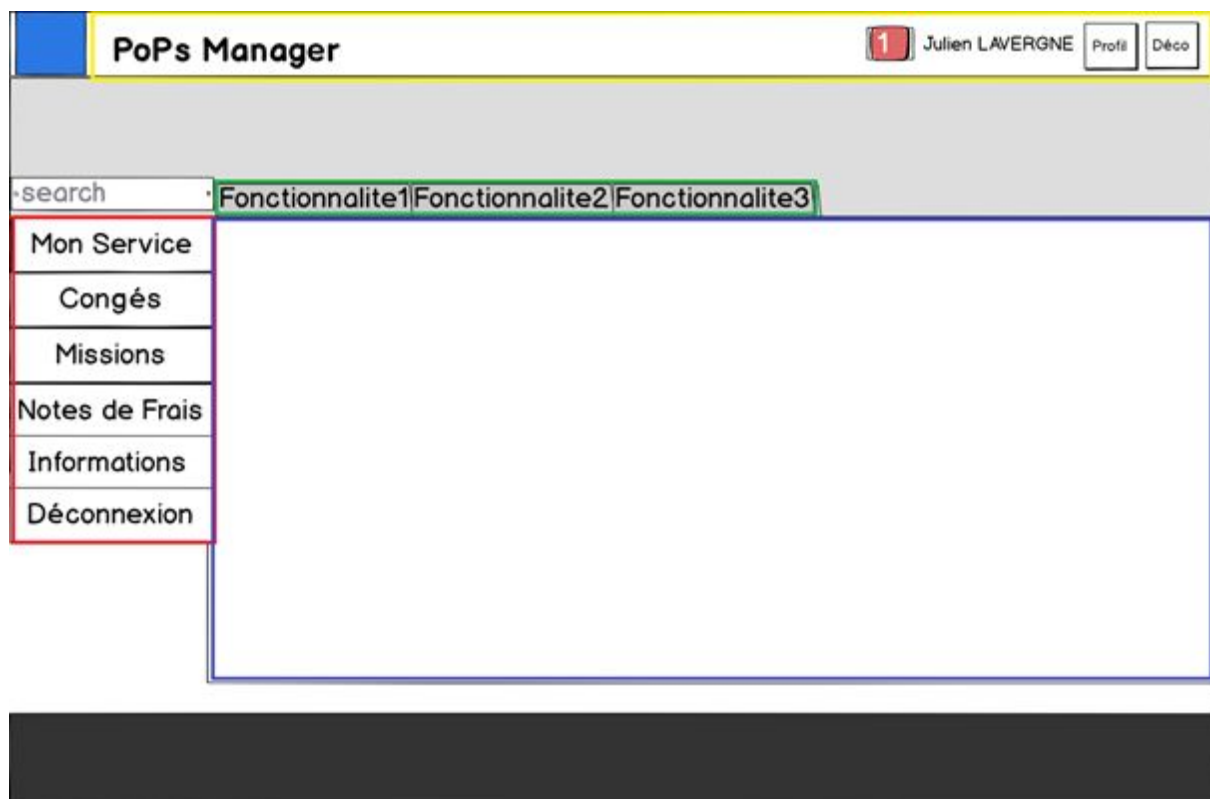 PoPs Manager
1 Julien LAVERGNE Profil Déco
search
Fonctionnalite1 Fonctionnalite2 Fonctionnalite3
Mon Service
Congés
Missions
Notes de Frais
Informations
Déconnexion